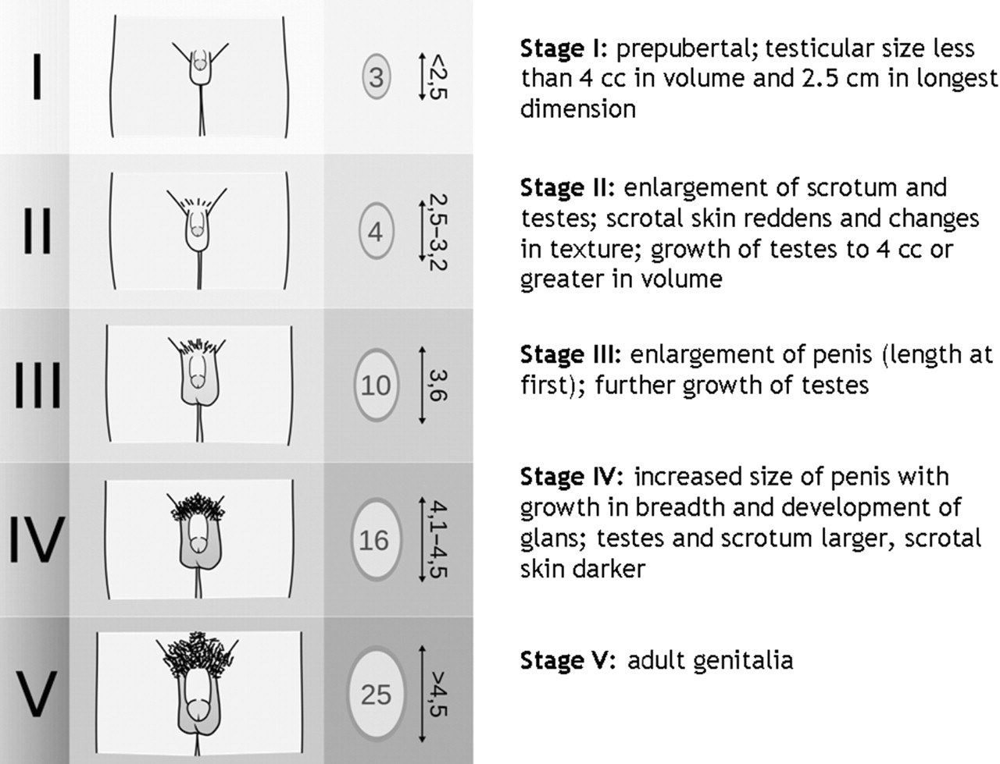 I
3
<2,5
Stage I: prepubertal; testicular size less
than 4 cc in volume and 2.5 cm in longest
dimension
II
4
2,5–3,2
Stage II: enlargement of scrotum and
testes; scrotal skin reddens and changes
in texture; growth of testes to 4 cc or
greater in volume
III
10
3,6
Stage III: enlargement of penis (length at
first); further growth of testes
IV
16
4,1–4,5
Stage IV: increased size of penis with
growth in breadth and development of
glans; testes and scrotum larger, scrotal
skin darker
V
25
>4,5
Stage V: adult genitalia